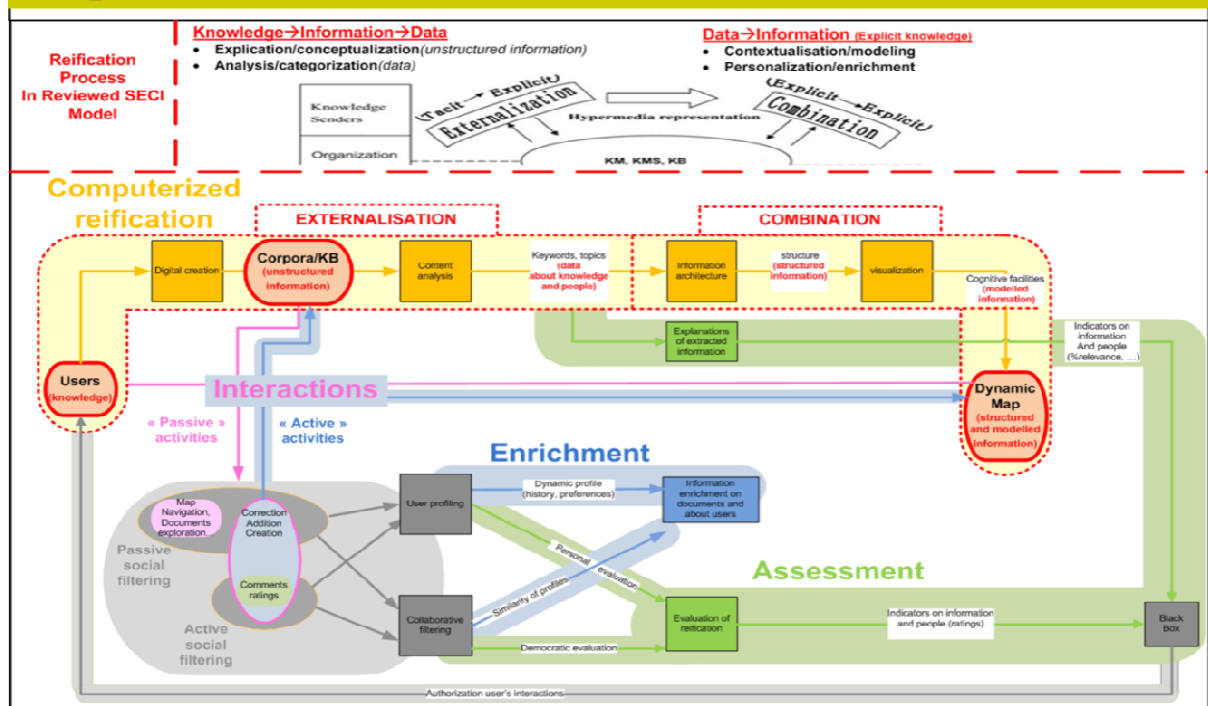 Reification
Process
In Reviewed SECI
Model
Knowledge→Information→Data
• Explication/conceptualization(unstructured information)
• Analysis/categorization(data)
Data→Information (Explicit knowledge)
• Contextualisation/modeling
• Personalization/enrichment
Knowledge
Senders
Organization
(Tacit → Explicit)
Externalization
Hypermedia representation
(Explicit → Explicit)
Combination
KM, KMS, KB
Computerized
reification
EXTERNALISATION
COMBINATION
Digital creation
Corpora/KB
(unstructured
information)
Content
analysis
Keywords, topics
(data
about knowledge
and people)
Information
architecture
structure
(structured
information)
visualization
Cognitive facilities
(modelled
information)
Explanations
of extracted
information
Indicators on
information
And people
(%relevance, ...)
Users
(knowledge)
Interactions
Dynamic
Map
(structured
and modelled
information)
« Passive »
activities
« Active »
activities
Enrichment
Map
Navigation,
Documents
exploration...
Correction
Addition
Creation
User profiling
Dynamic profile
(history, preferences)
Information
enrichment on
documents and
about users
Passive
social
filtering
Personal evaluation
Assessment
Comments
ratings
Similarity of profiles
Active
social
filtering
Collaborative
filtering
Evaluation of
reification
Indicators on information
and people (ratings)
Black
box
Democratic evaluation
Authorization user's interactions